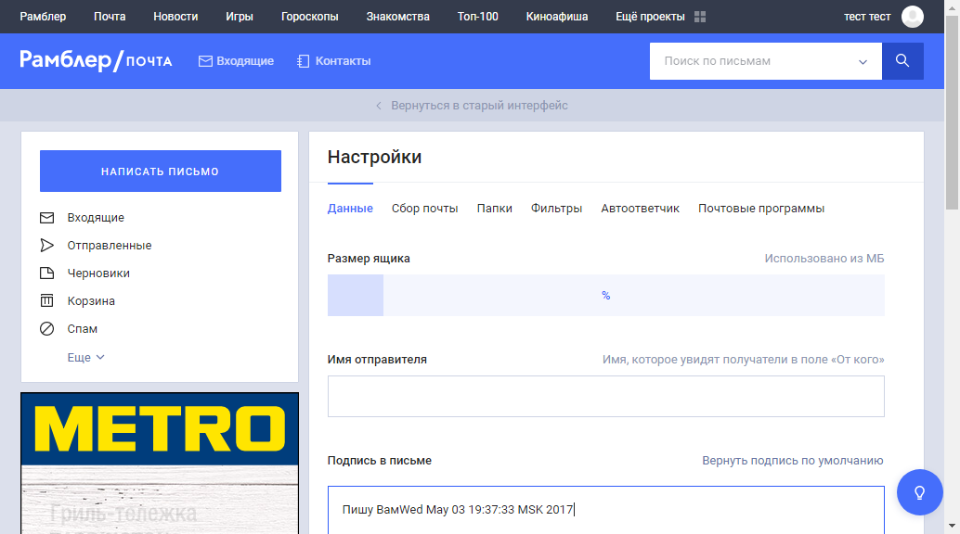 Рамблер Почта Новости Игры Гороскопы Знакомства Топ-100 Киноафиша Ещё проекты тест тест
Рамблер/почта Входящие Контакты Поиск по письмам
Вернуться в старый интерфейс
НАПИСАТЬ ПИСЬМО
Входящие
Отправленные
Черновики
Корзина
Спам
Еще
METRO
Гриль-тележка
Настройки
Данные Сбор почты Папки Фильтры Автоответчик Почтовые программы
Размер ящика Использовано из МБ
%
Имя отправителя Имя, которое увидят получатели в поле «От кого»
Подпись в письме Вернуть подпись по умолчанию
Пишу ВамWed May 03 19:37:33 MSK 2017